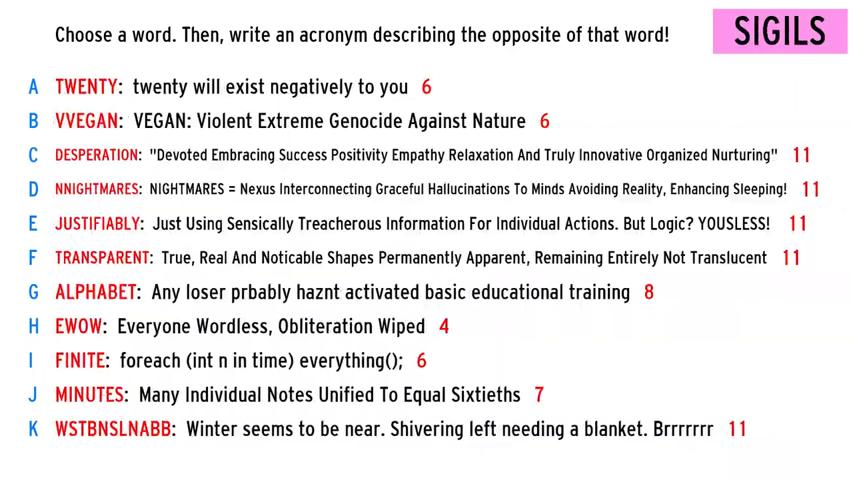 Choose a word. Then, write an acronym describing the opposite of that word!
SIGILS
A TWENTY: twenty will exist negatively to you 6
B VVEGAN: VEGAN: Violent Extreme Genocide Against Nature 6
C DESPERATION: "Devoted Embracing Success Positivity Empathy Relaxation And Truly Innovative Organized Nurturing" 11
D NNIGHTMARES: NIGHTMARES = Nexus Interconnecting Graceful Hallucinations To Minds Avoiding Reality, Enhancing Sleeping! 11
E JUSTIFIABLY: Just Using Sensically Treacherous Information For Individual Actions. But Logic? YOUSLESS! 11
F TRANSPARENT: True, Real And Noticable Shapes Permanently Apparent, Remaining Entirely Not Translucent 11
G ALPHABET: Any loser prbably haznt activated basic educational training 8
H EWOW: Everyone Wordless, Obliteration Wiped 4
I FINITE: foreach (int n in time) everything(); 6
J MINUTES: Many Individual Notes Unified To Equal Sixtieths 7
K WSTBNSLNABB: Winter seems to be near. Shivering left needing a blanket. Brrrrrrr 11